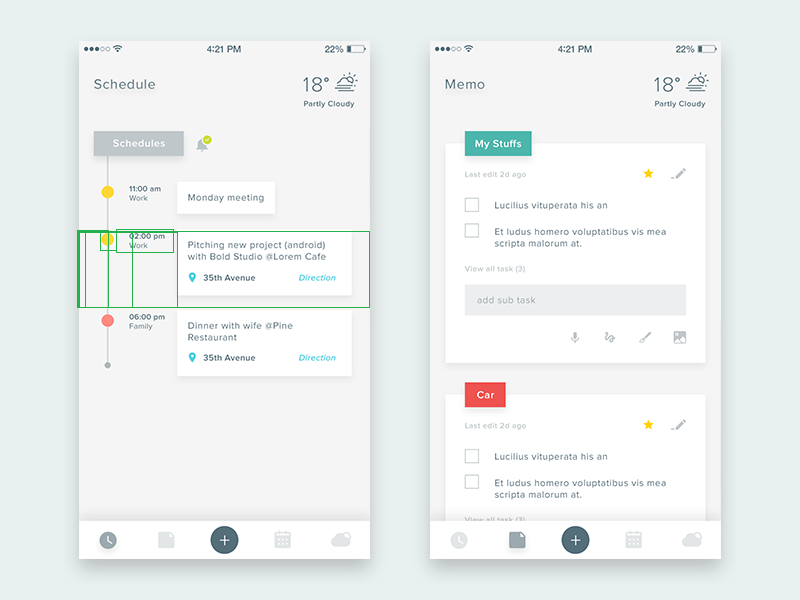 4:21 PM
22%
Schedule
18°
Partly Cloudy
Schedules
11:00 am
Work
Monday meeting
02:00 pm
Work
Pitching new project (android)
with Bold Studio @Lorem Cafe
35th Avenue
Direction
06:00 pm
Family
Dinner with wife @Pine
Restaurant
35th Avenue
Direction
4:21 PM
22%
Memo
18°
Partly Cloudy
My Stuffs
Last edit 2d ago
Lucilius vituperata his an
Et ludus homero voluptatibus vis mea
scripta malorum at.
View all task (3)
add sub task
Car
Last edit 2d ago
Lucilius vituperata his an
Et ludus homero voluptatibus vis mea
scripta malorum at.
View all task (3)